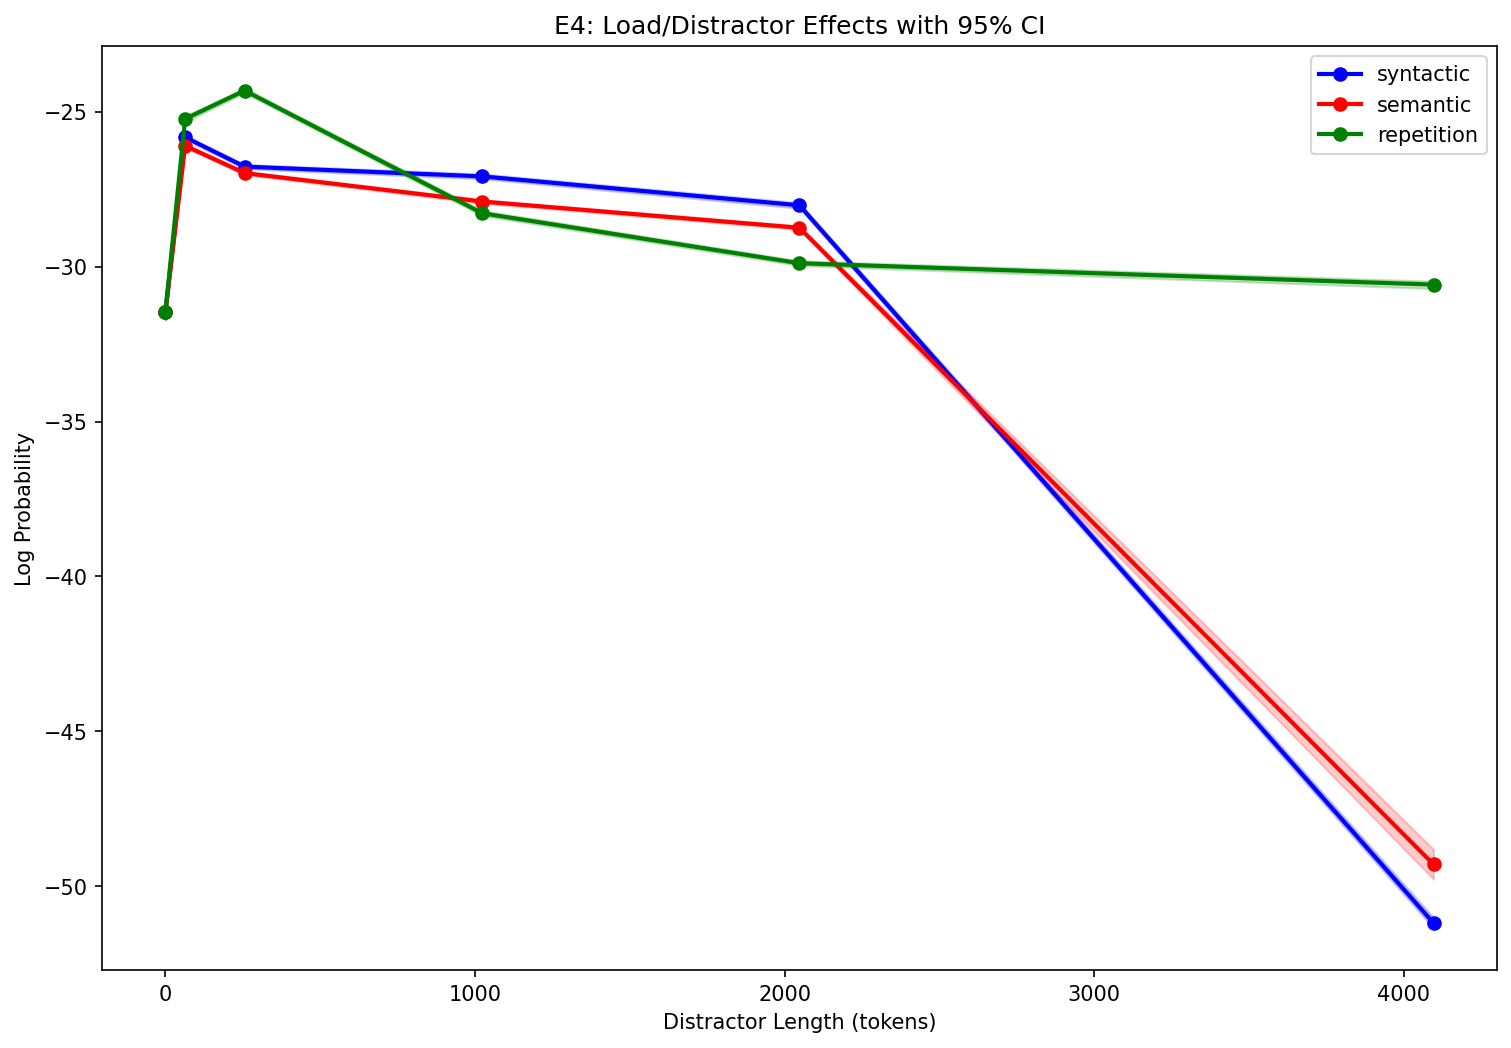 E4: Load/Distractor Effects with 95% CI
syntactic
semantic
repetition
−25
−30
−35
−40
−45
−50
Log Probability
0 1000 2000 3000 4000
Distractor Length (tokens)